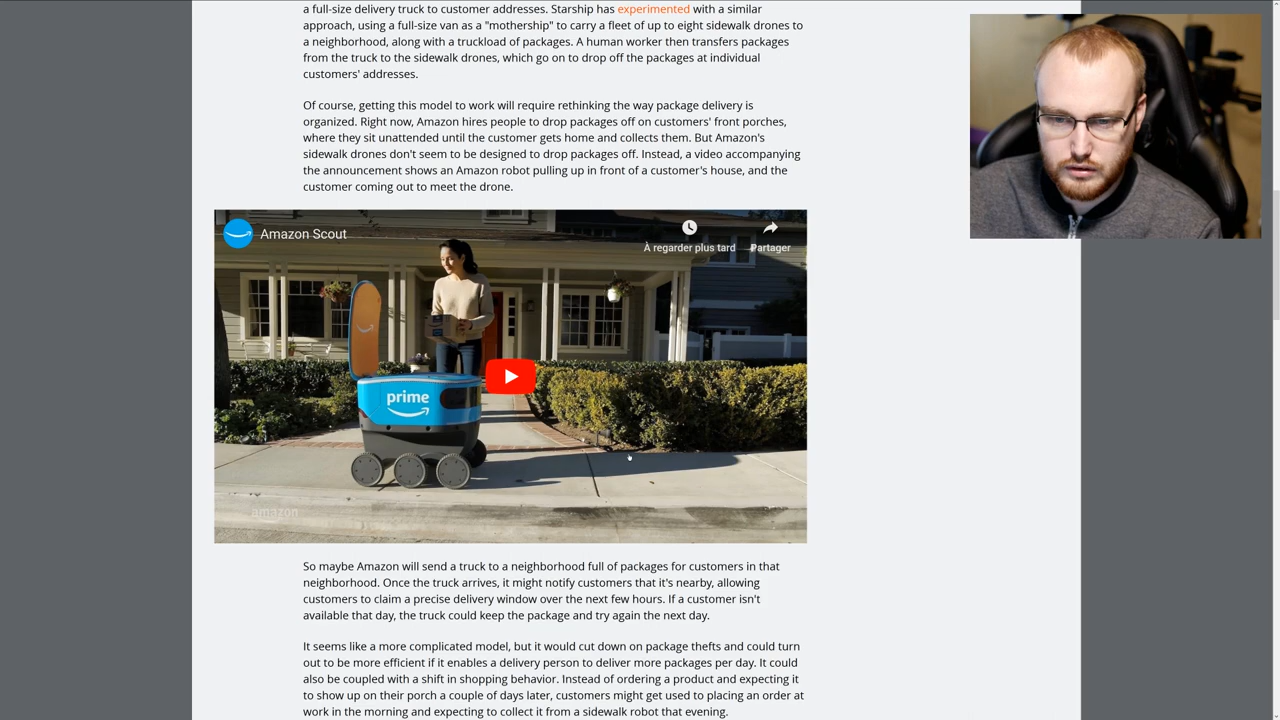 a full-size delivery truck to customer addresses. Starship has experimented with a similar
approach, using a full-size van as a "mothership" to carry a fleet of up to eight sidewalk drones to
a neighborhood, along with a truckload of packages. A human worker then transfers packages
from the truck to the sidewalk drones, which go on to drop off the packages at individual
customers' addresses.
Of course, getting this model to work will require rethinking the way package delivery is
organized. Right now, Amazon hires people to drop packages off on customers' front porches,
where they sit unattended until the customer gets home and collects them. But Amazon's
sidewalk drones don't seem to be designed to drop packages off. Instead, a video accompanying
the announcement shows an Amazon robot pulling up in front of a customer's house, and the
customer coming out to meet the drone.
Amazon Scout
À regarder plus tard
Partager
prime
amazon
So maybe Amazon will send a truck to a neighborhood full of packages for customers in that
neighborhood. Once the truck arrives, it might notify customers that it's nearby, allowing
customers to claim a precise delivery window over the next few hours. If a customer isn't
available that day, the truck could keep the package and try again the next day.
It seems like a more complicated model, but it would cut down on package thefts and could turn
out to be more efficient if it enables a delivery person to deliver more packages per day. It could
also be coupled with a shift in shopping behavior. Instead of ordering a product and expecting it
to show up on their porch a couple of days later, customers might get used to placing an order at
work in the morning and expecting to collect it from a sidewalk robot that evening.